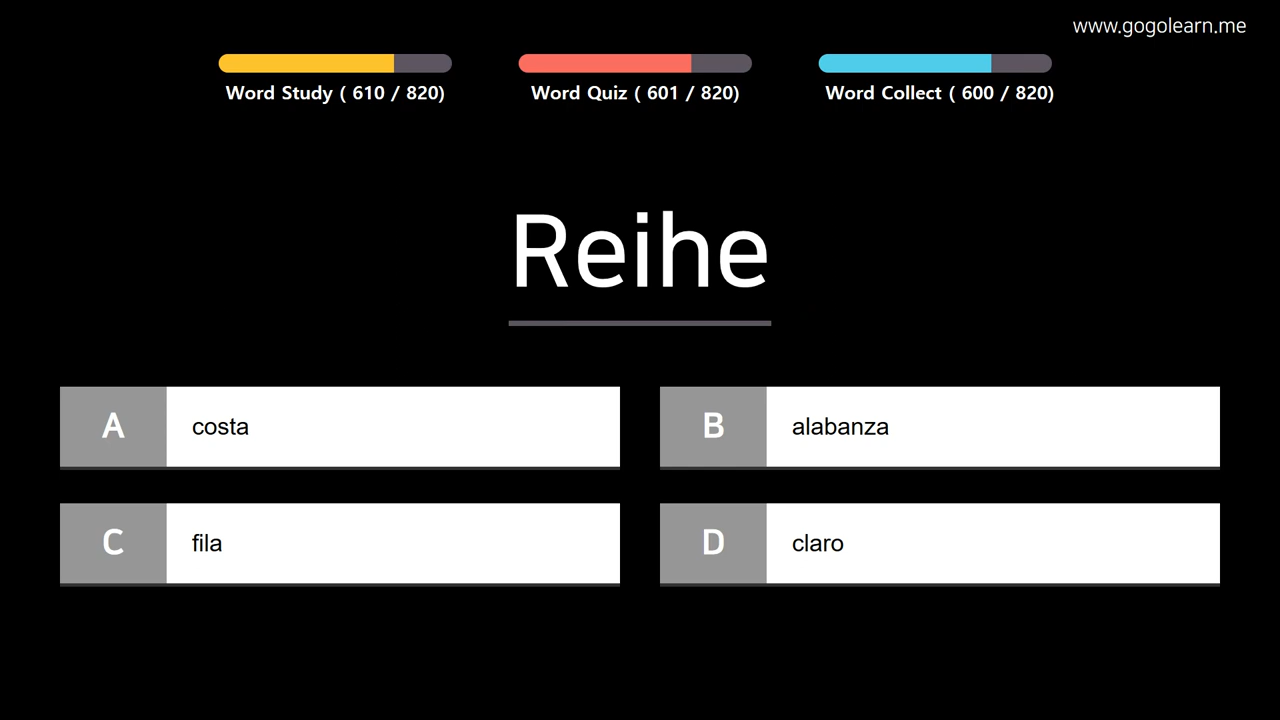 www.gogolearn.me
Word Study ( 610 / 820)
Word Quiz ( 601 / 820)
Word Collect ( 600 / 820)
Reihe
A
costa
B
alabanza
C
fila
D
claro